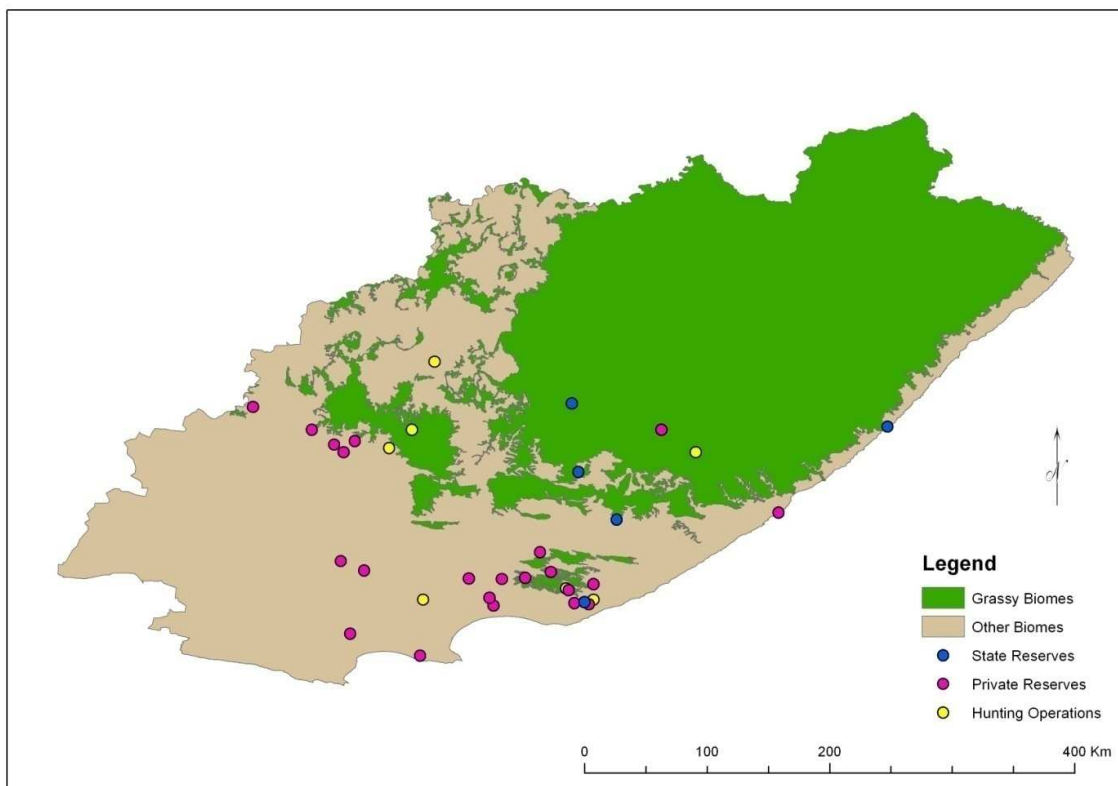 Legend
Grassy Biomes
Other Biomes
State Reserves
Private Reserves
Hunting Operations
0 100 200 400 Km